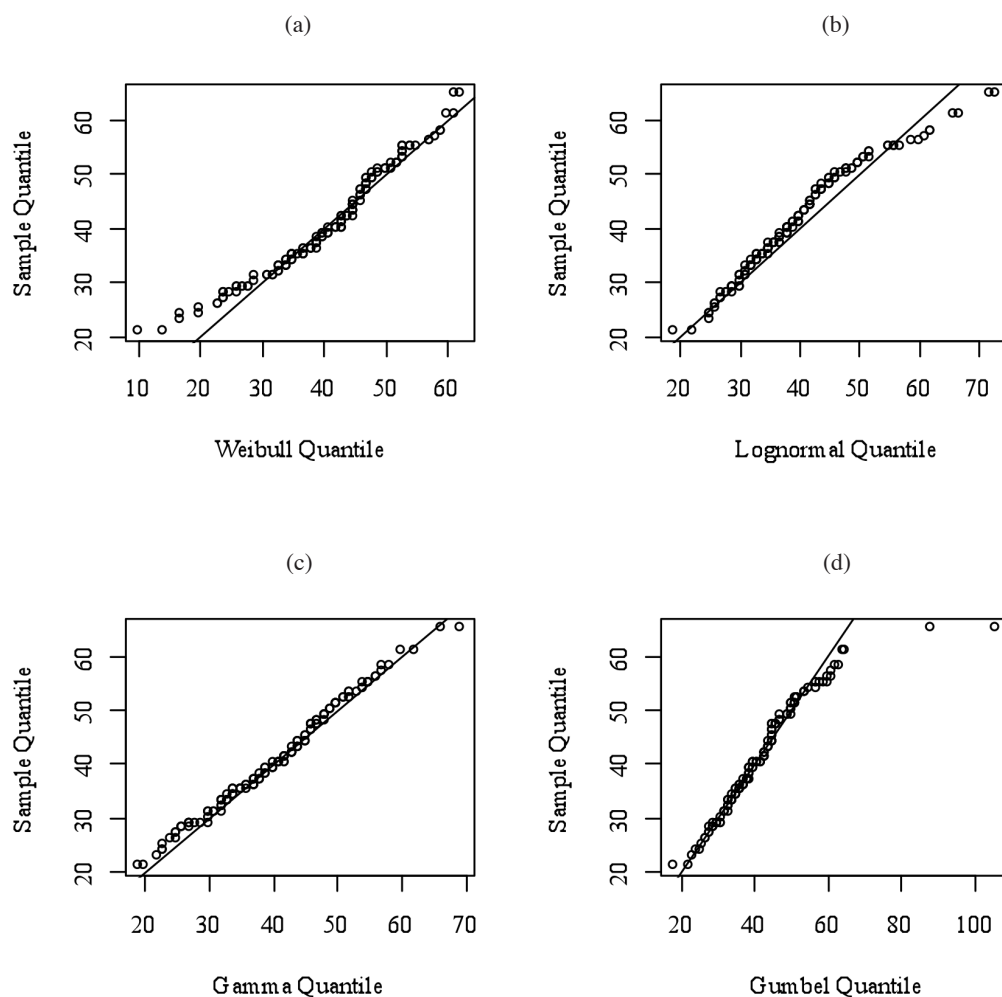 (a)
Sample Quantile
60
50
40
30
20
10 20 30 40 50 60
Weibull Quantile
(b)
Sample Quantile
60
50
40
30
20
20 30 40 50 60 70
Lognormal Quantile
(c)
Sample Quantile
60
50
40
30
20
20 30 40 50 60 70
Gamma Quantile
(d)
Sample Quantile
60
50
40
30
20
20 40 60 80 100
Gumbel Quantile